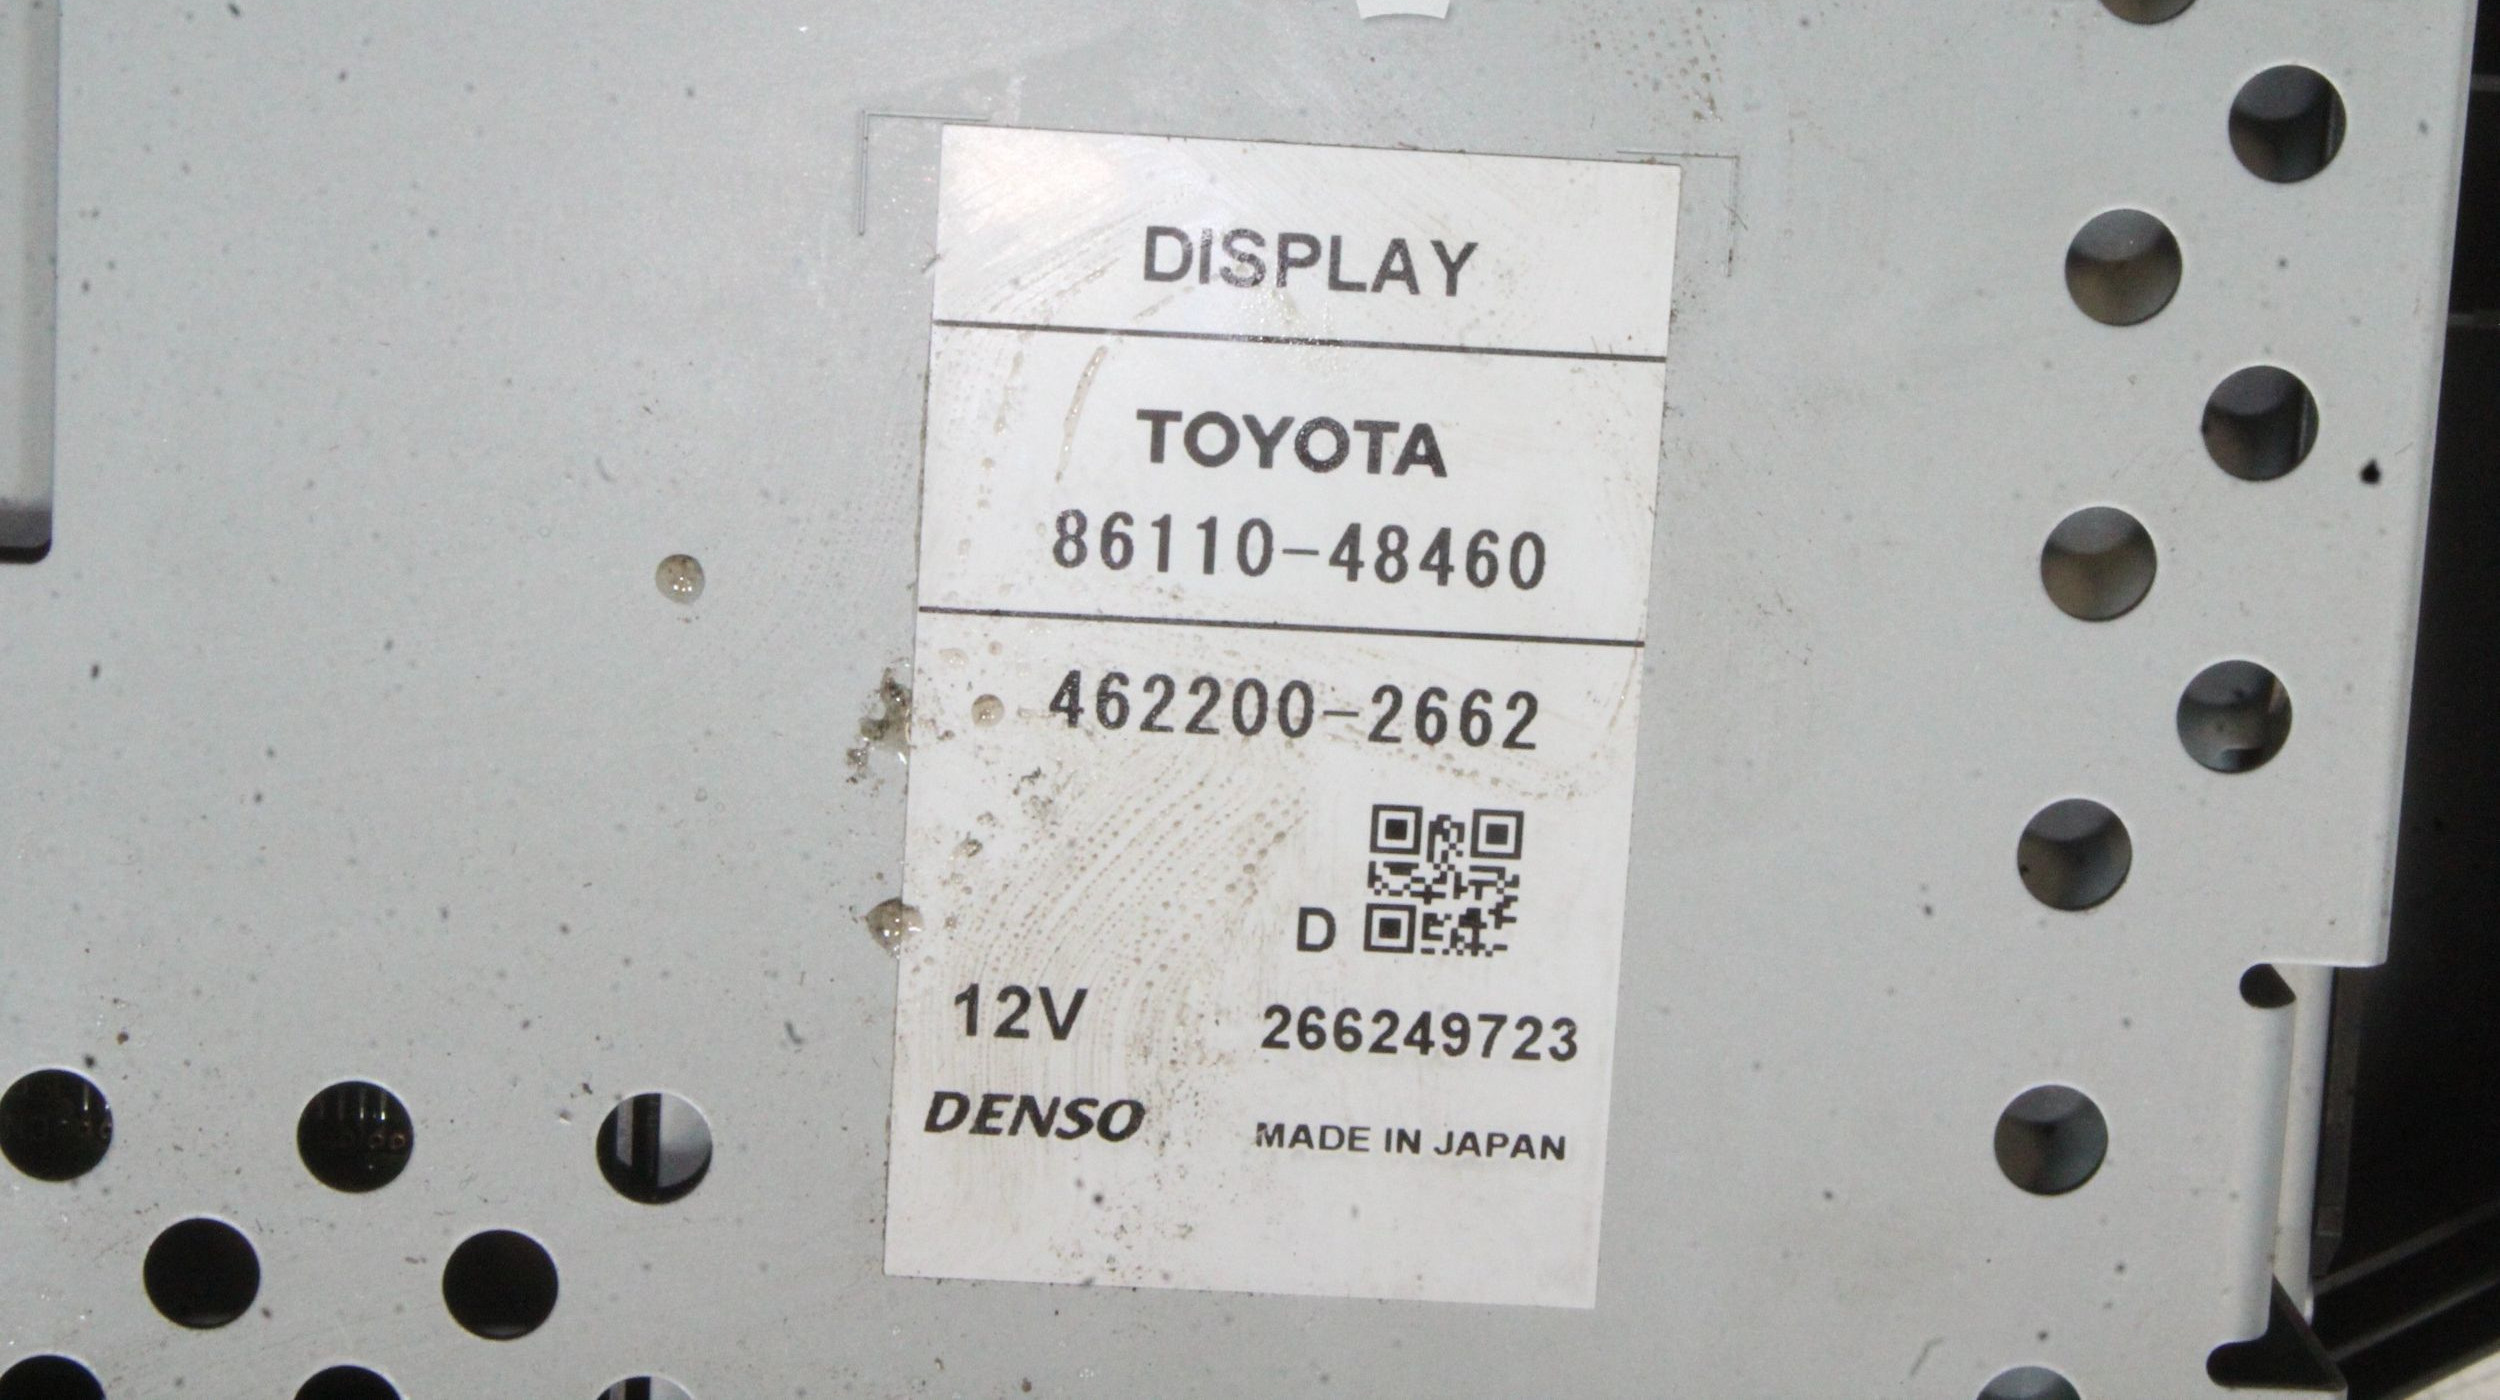 DISPLAY
TOYOTA
86110-48460
462200-2662
D
12V
266249723
DENSO
MADE IN JAPAN